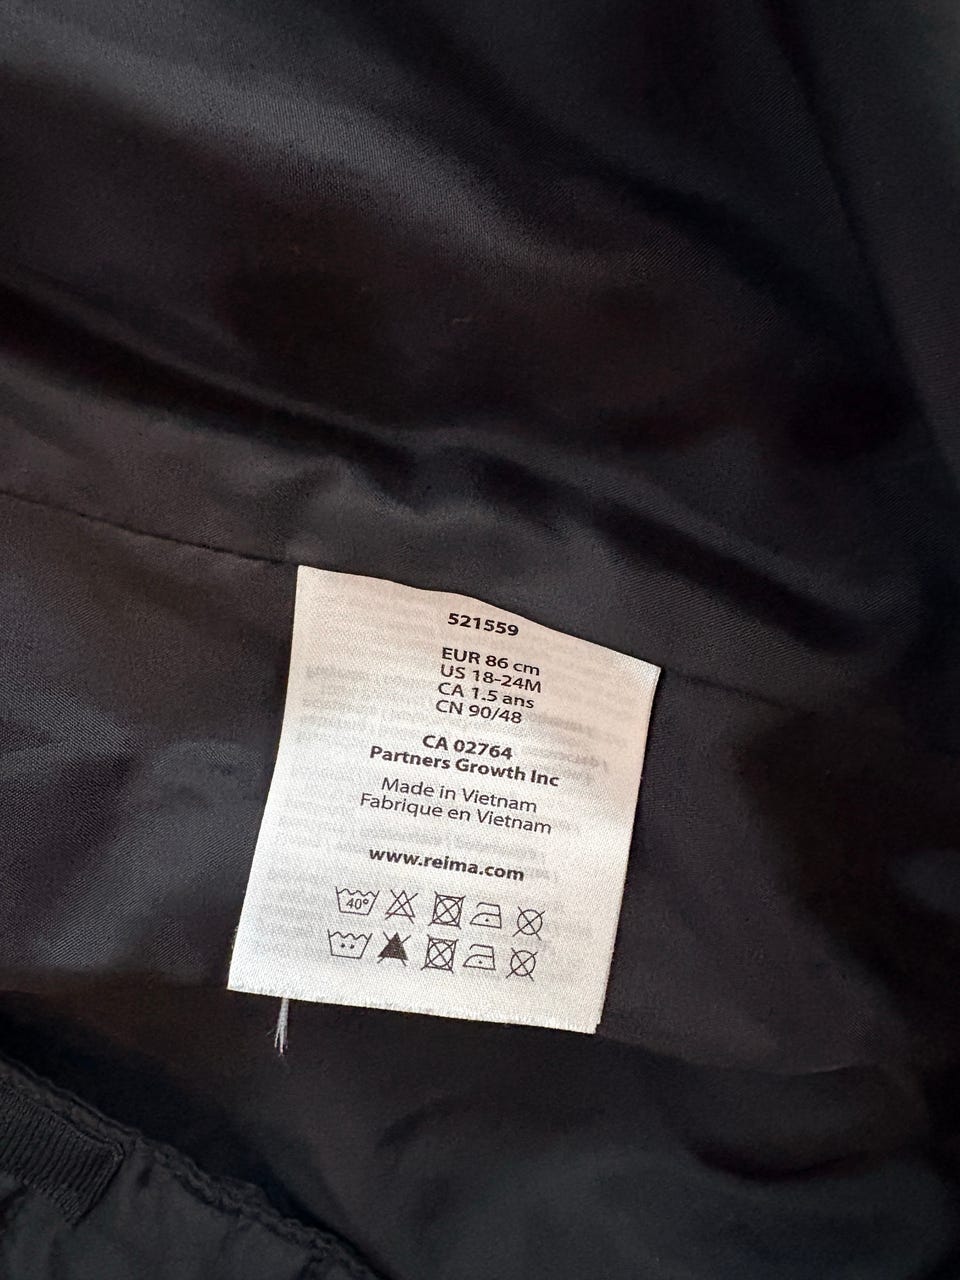 521559
EUR 86 cm
US 18-24M
CA 1.5 ans
CN 90/48
CA 02764
Partners Growth Inc
Made in Vietnam
Fabrique en Vietnam
www.reima.com
40°